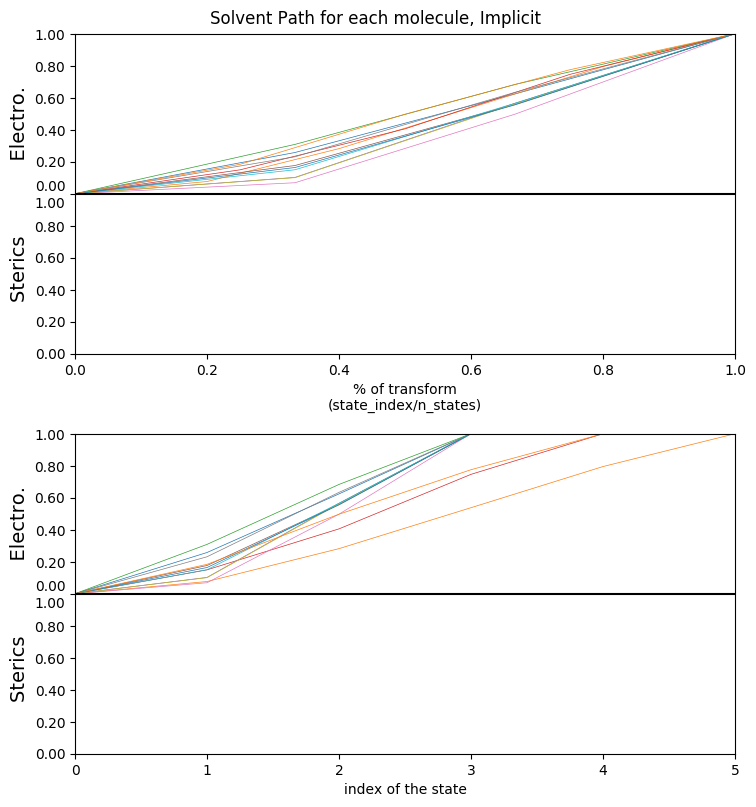 Solvent Path for each molecule, Implicit
1.00
0.80
0.60
0.40
0.20
0.00
Electro.
1.00
0.80
0.60
0.40
0.20
0.00
Sterics
0.0 0.2 0.4 0.6 0.8 1.0
% of transform
(state_index/n_states)
1.00
0.80
0.60
0.40
0.20
0.00
Electro.
1.00
0.80
0.60
0.40
0.20
0.00
Sterics
0 1 2 3 4 5
index of the state